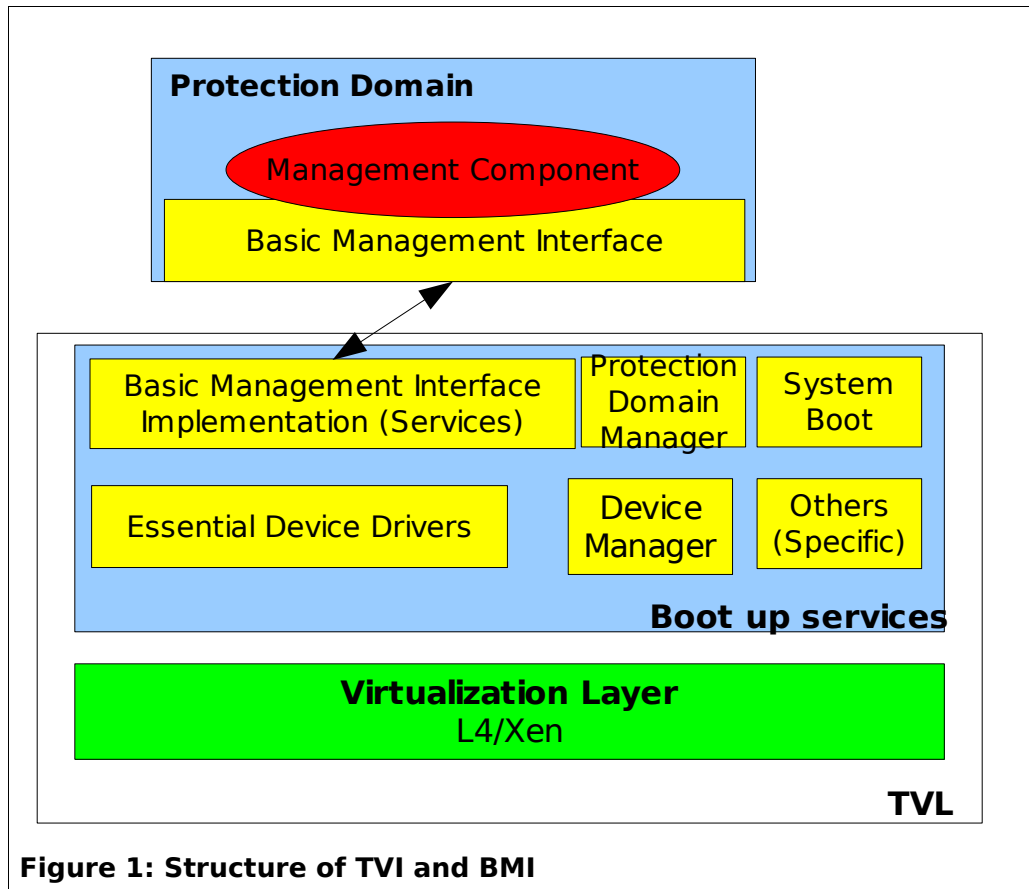 Protection Domain
Management Component
Basic Management Interface
Basic Management Interface
Implementation (Services)
Protection
Domain
Manager
System
Boot
Essential Device Drivers
Device
Manager
Others
(Specific)
Boot up services
Virtualization Layer
L4/Xen
TVL
Figure 1: Structure of TVI and BMI